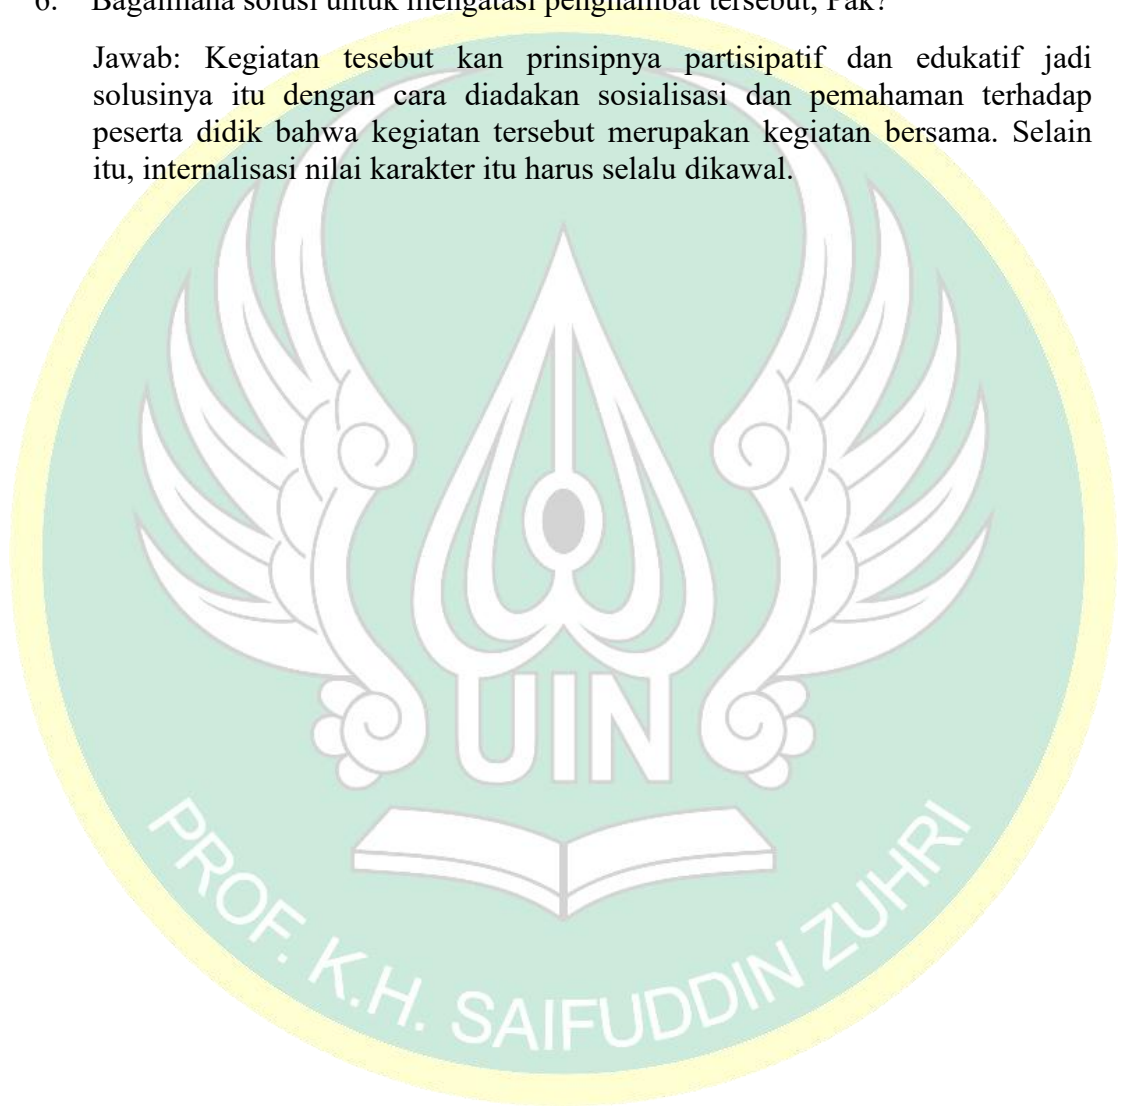 6. Bagaimana solusi untuk mengatasi penghambat tersebut, Pak?
Jawab: Kegiatan tesebut kan prinsipnya partisipatif dan edukatif jadi
solusinya itu dengan cara diadakan sosialisasi dan pemahaman terhadap
peserta didik bahwa kegiatan tersebut merupakan kegiatan bersama. Selain
itu, internalisasi nilai karakter itu harus selalu dikawal.
UIN
PROF. K.H. SAIFUDDIN ZUHRI